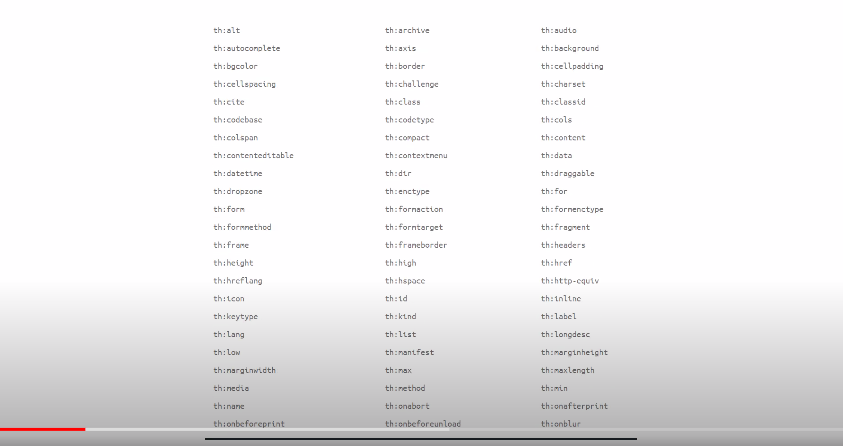 th:alt th:archive th:audio
th:autocomplete th:axis th:background
th:bgcolor th:border th:cellpadding
th:cellspacing th:challenge th:charset
th:cite th:class th:classid
th:codebase th:codetype th:cols
th:colspan th:compact th:content
th:contenteditable th:contextmenu th:data
th:datetime th:dir th:draggable
th:dropzone th:enctype th:for
th:form th:formaction th:formenctype
th:formmethod th:formtarget th:fragment
th:frame th:frameborder th:headers
th:height th:high th:href
th:hreflang th:hspace th:http-equiv
th:icon th:id th:inline
th:keytype th:kind th:label
th:lang th:list th:longdesc
th:low th:manifest th:marginheight
th:marginwidth th:max th:maxlength
th:media th:method th:min
th:name th:onabort th:onafterprint
th:onbeforeprint th:onbeforeunload th:onblur